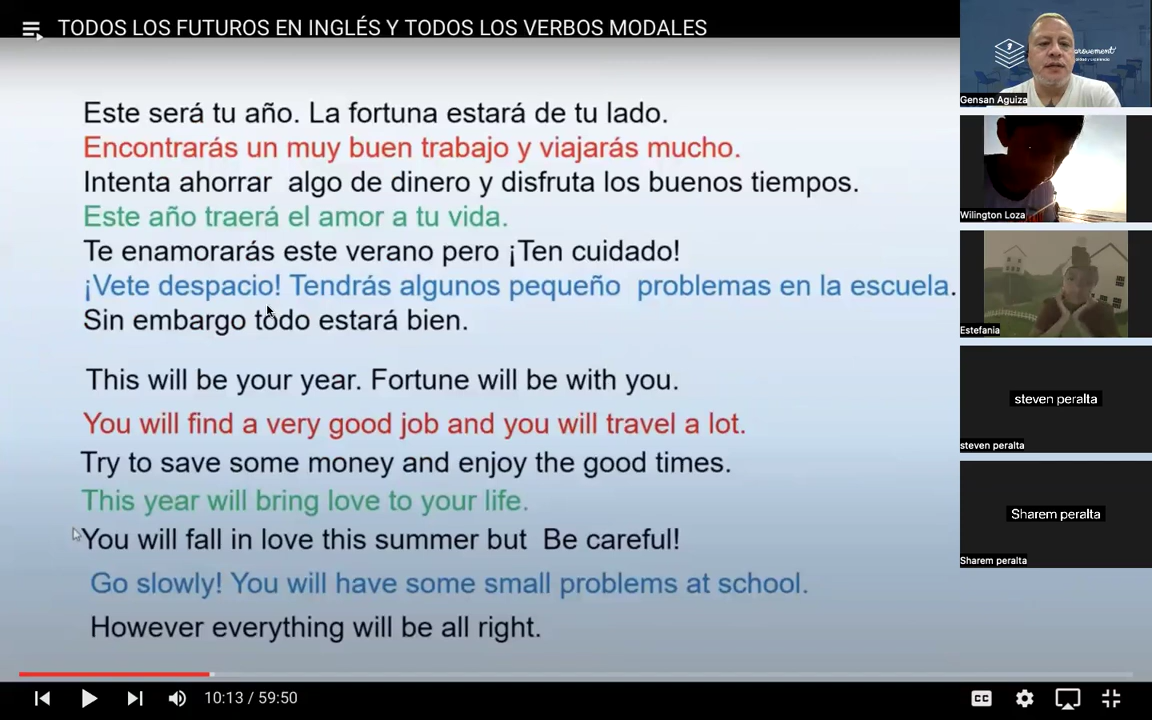 TODOS LOS FUTUROS EN INGLÉS Y TODOS LOS VERBOS MODALES
Este será tu año. La fortuna estará de tu lado.
Encontrarás un muy buen trabajo y viajarás mucho.
Intenta ahorrar  algo de dinero y disfruta los buenos tiempos.
Este año traerá el amor a tu vida.
Te enamorarás este verano pero ¡Ten cuidado!
¡Vete despacio! Tendrás algunos pequeño  problemas en la escuela.
Sin embargo todo estará bien.
This will be your year. Fortune will be with you.
You will find a very good job and you will travel a lot.
Try to save some money and enjoy the good times.
This year will bring love to your life.
You will fall in love this summer but  Be careful!
Go slowly! You will have some small problems at school.
However everything will be all right.
10:13 / 59:50
CC
Gensan Aguiza
Wilington Loza
Estefania
steven peralta
steven peralta
Sharem peralta
Sharem peralta